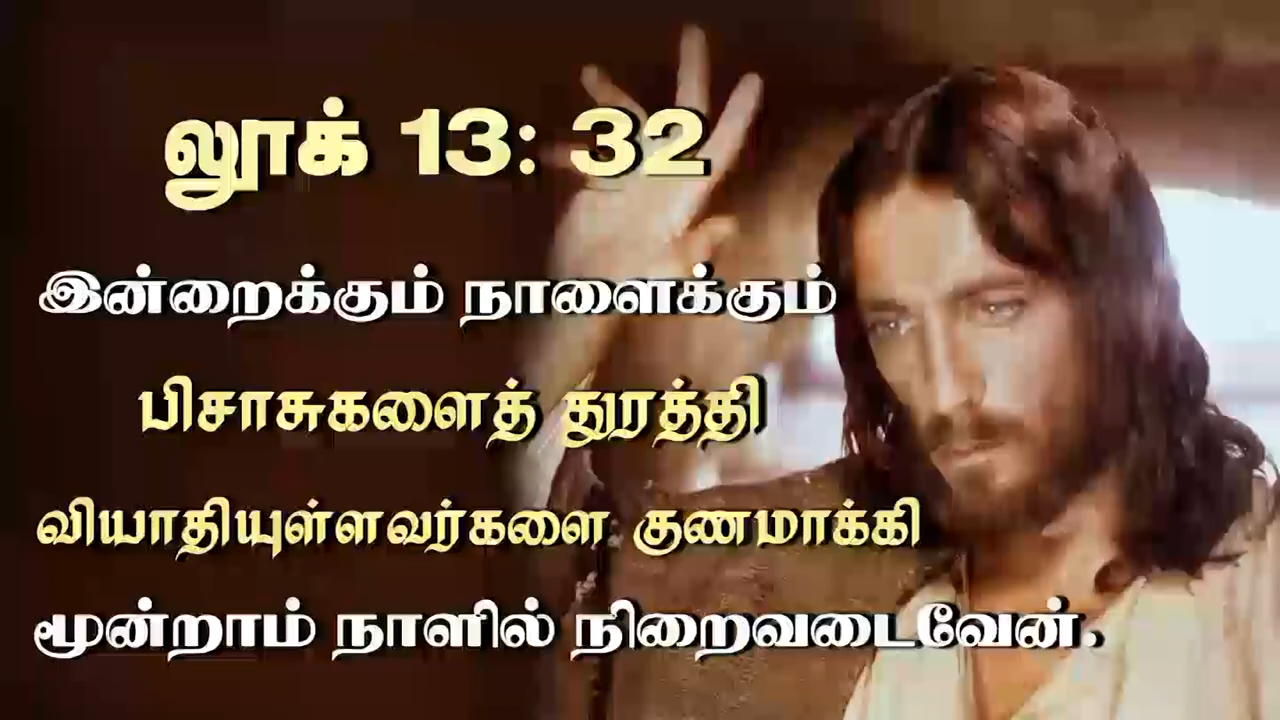 லூக் 13: 32
இன்றைக்கும் நாளைக்கும்
பிசாசுகளைத் துரத்தி
வியாதியுள்ளவர்களை குணமாக்கி
மூன்றாம் நாளில் நிறைவடைவேன்.